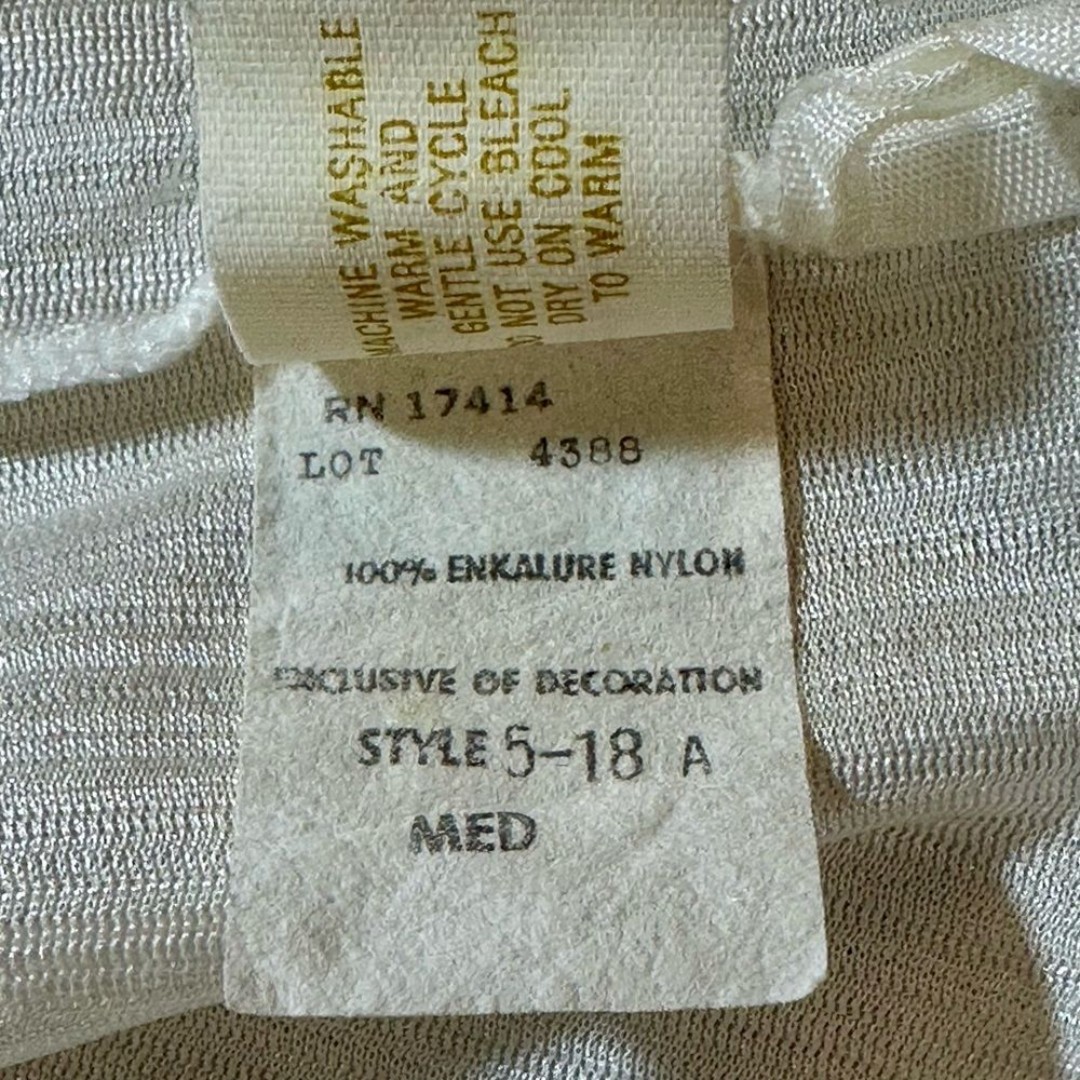 MACHINE WASHABLE
WARM AND
GENTLE CYCLE
NOT USE BLEACH
DRY ON COOL
TO WARM
RN 17414
LOT 4388
100% ENKALURE NYLON
EXCLUSIVE OF DECORATION
STYLE 5-18 A
MED